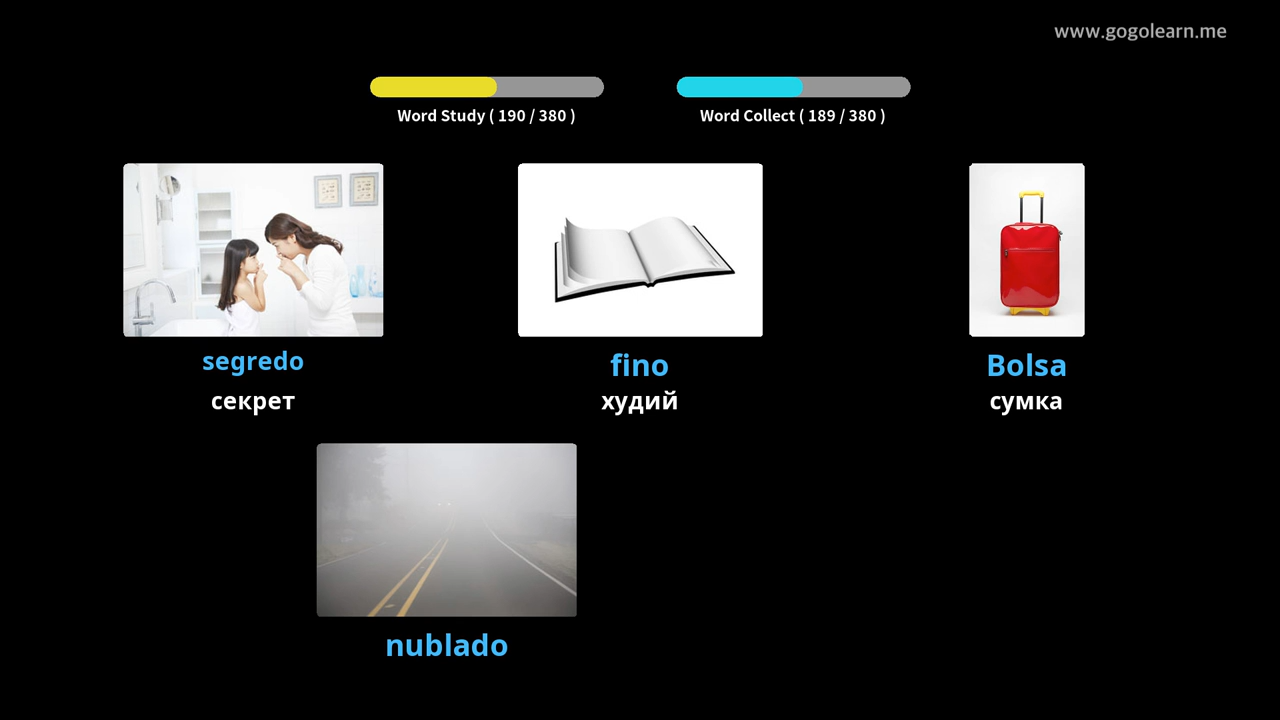 www.gogolearn.me
Word Study ( 190 / 380 )
Word Collect ( 189 / 380 )
segredo
секрет
fino
худий
Bolsa
сумка
nublado